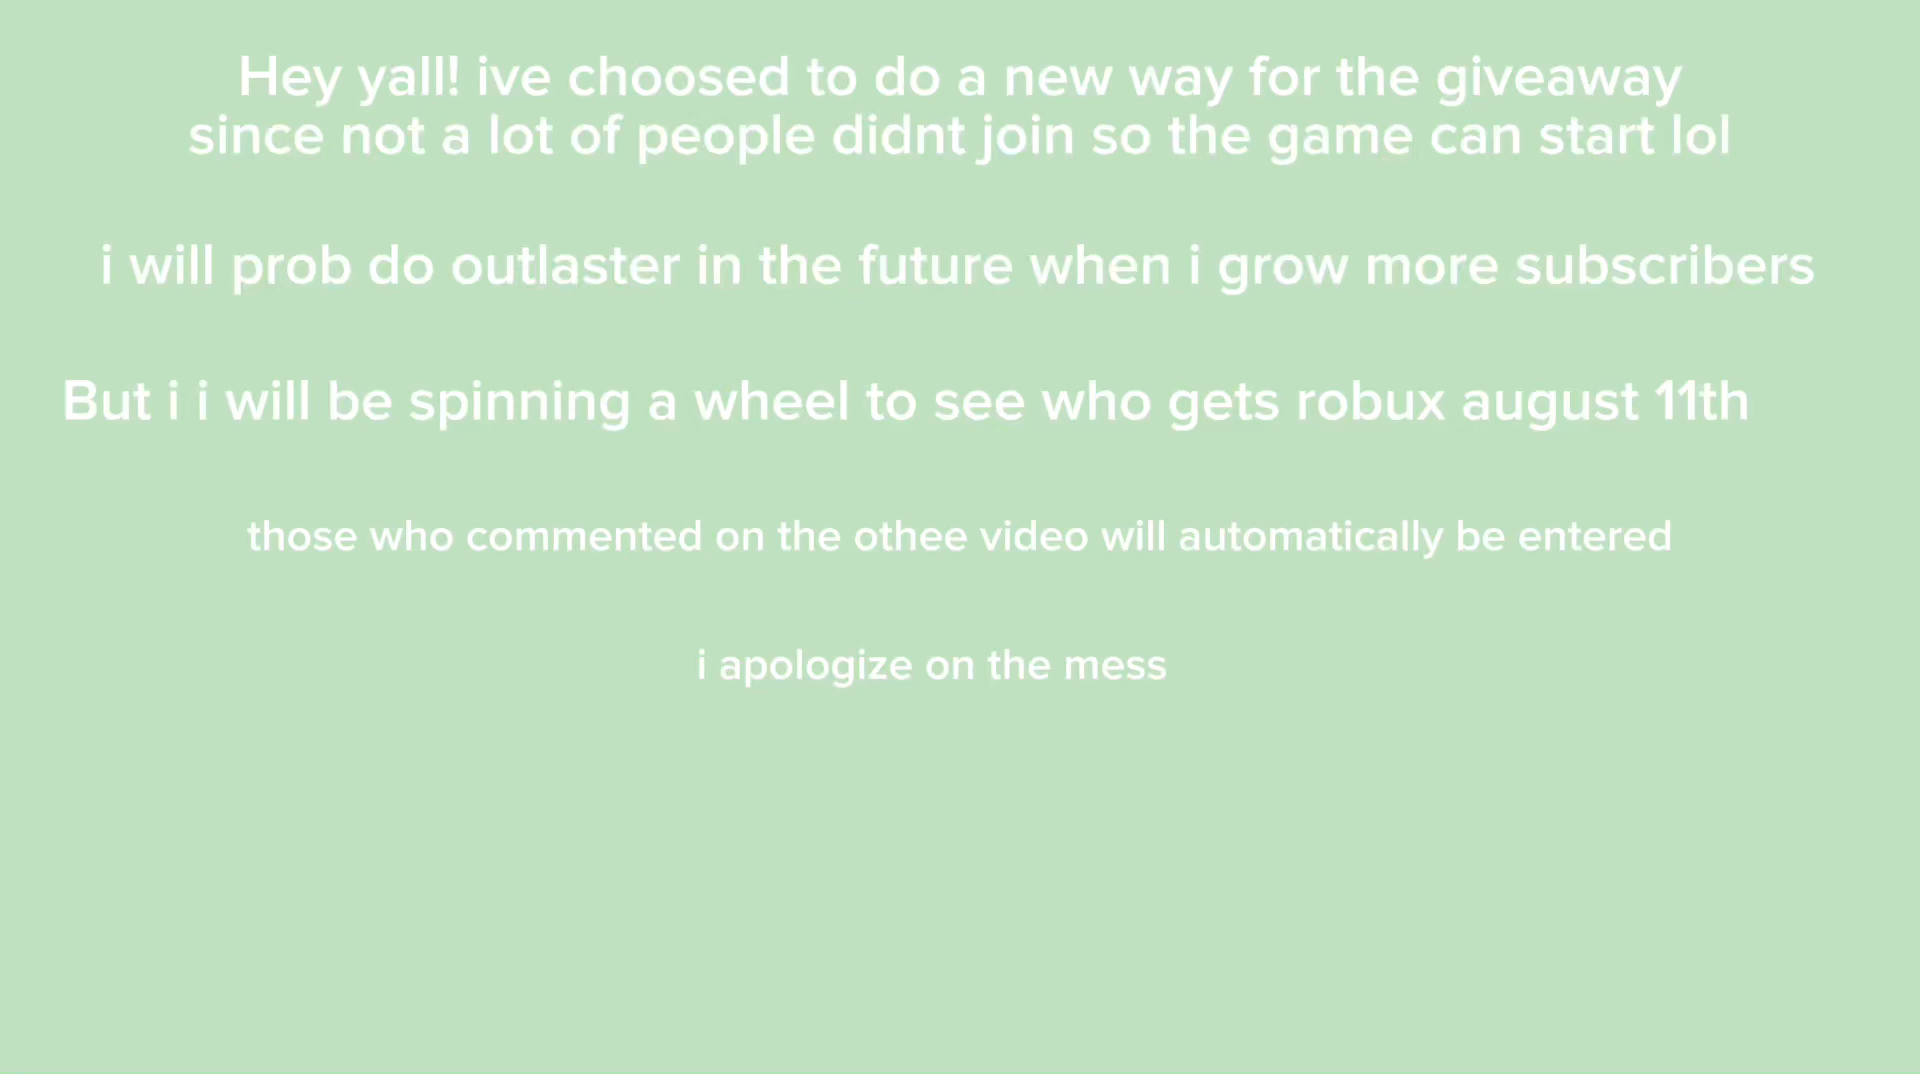 Hey yall! ive choosed to do a new way for the giveaway
since not a lot of people didnt join so the game can start lol
i will prob do outlaster in the future when i grow more subscribers
But i i will be spinning a wheel to see who gets robux august 11th
those who commented on the othee video will automatically be entered
i apologize on the mess